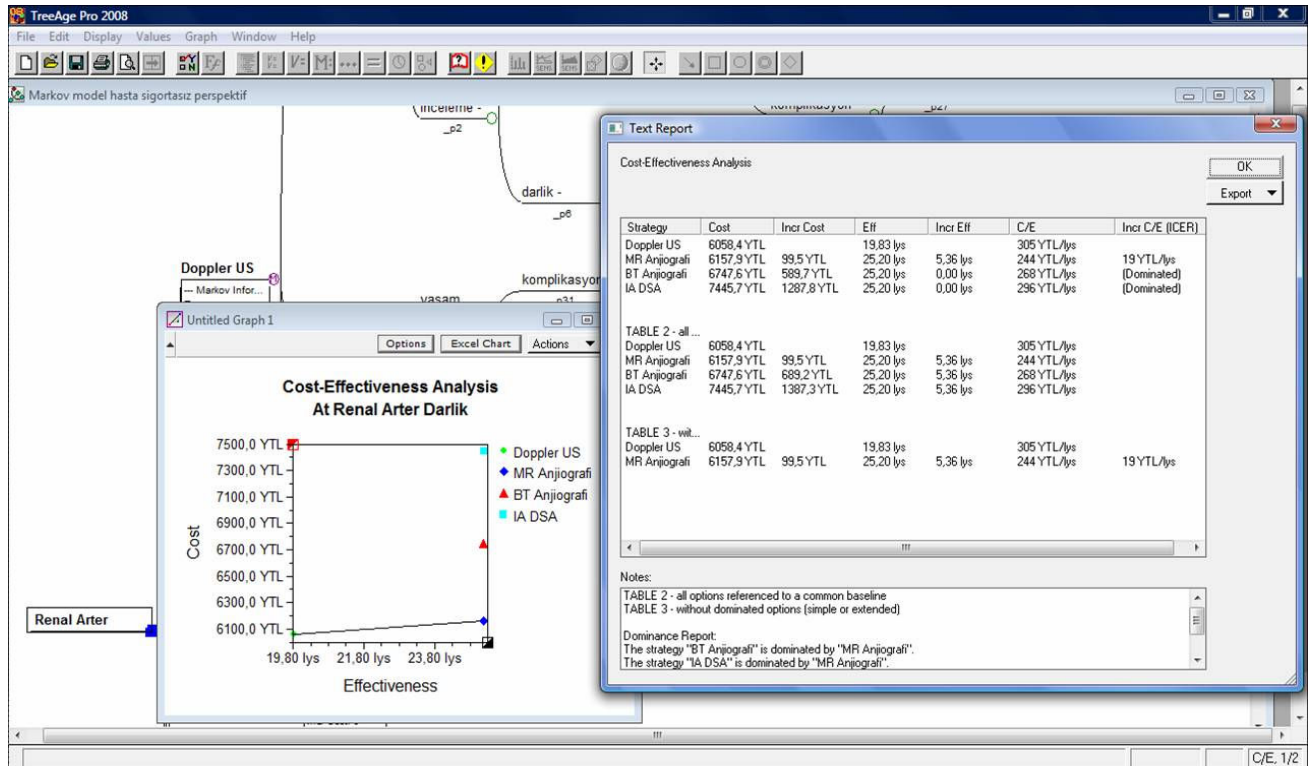 TreeAge Pro 2008
File Edit Display Values Graph Window Help
Markov model hasta sigortasız perspektif
inceleme -
_p2
darlik -
_p6
komplikasyon
_p27
Doppler US
--- Markov Infor...
yasam
komplikasyon
p31
Renal Arter
Untitled Graph 1
Options Excel Chart Actions
Cost-Effectiveness Analysis
At Renal Arter Darlik
Cost
7500,0 YTL
7300,0 YTL
7100,0 YTL
6900,0 YTL
6700,0 YTL
6500,0 YTL
6300,0 YTL
6100,0 YTL
19,80 lys 21,80 lys 23,80 lys
Effectiveness
Doppler US
MR Anjiografi
BT Anjiografi
IA DSA
Text Report
Cost-Effectiveness Analysis
OK
Export
Strategy Cost Incr Cost Eff Incr Eff C/E Incr C/E (ICER)
Doppler US 6058,4 YTL 19,83 lys 305 YTL/lys
MR Anjiografi 6157,9 YTL 99,5 YTL 25,20 lys 5,36 lys 244 YTL/lys 19 YTL/lys
BT Anjiografi 6747,6 YTL 589,7 YTL 25,20 lys 0,00 lys 268 YTL/lys (Dominated)
IA DSA 7445,7 YTL 1287,8 YTL 25,20 lys 0,00 lys 296 YTL/lys (Dominated)
TABLE 2 - all ...
Doppler US 6058,4 YTL 19,83 lys 305 YTL/lys
MR Anjiografi 6157,9 YTL 99,5 YTL 25,20 lys 5,36 lys 244 YTL/lys
BT Anjiografi 6747,6 YTL 689,2 YTL 25,20 lys 5,36 lys 268 YTL/lys
IA DSA 7445,7 YTL 1387,3 YTL 25,20 lys 5,36 lys 296 YTL/lys
TABLE 3 - wit...
Doppler US 6058,4 YTL 19,83 lys 305 YTL/lys
MR Anjiografi 6157,9 YTL 99,5 YTL 25,20 lys 5,36 lys 244 YTL/lys 19 YTL/lys
Notes:
TABLE 2 - all options referenced to a common baseline
TABLE 3 - without dominated options (simple or extended)
Dominance Report:
The strategy "BT Anjiografi" is dominated by "MR Anjiografi".
The strategy "IA DSA" is dominated by "MR Anjiografi".
C/E, 1/2